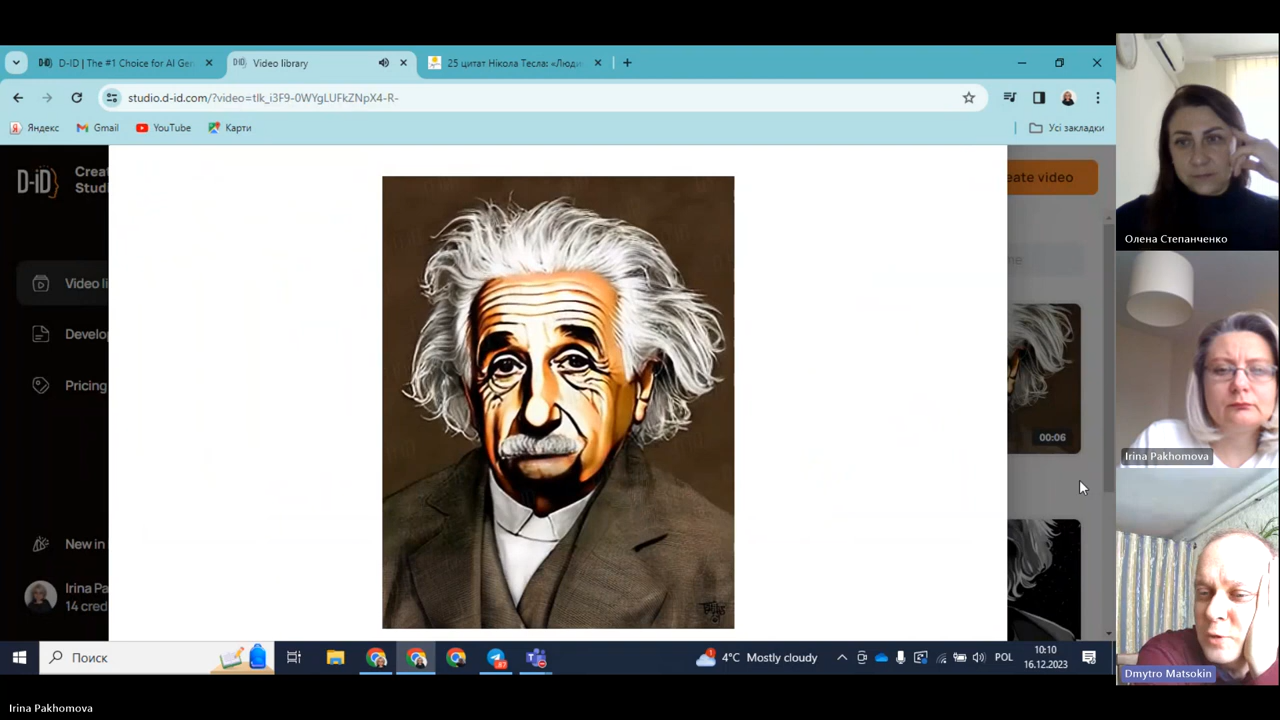 D-ID | The #1 Choice for AI Gen
Video library
25 цитат Нікола Тесла: «Люди
studio.d-id.com/?video=tlk_i3F9-0WYgLUFkZNpX4-R-
Яндекс
Gmail
YouTube
Карти
Усі закладки
D-iD
Creat
Studi
eate video
Video li
Develo
Pricing
00:06
New in
Irina Pa
14 cred
Олена Степанченко
Irina Pakhomova
Dmytro Matsokin
Поиск
4°C Mostly cloudy
POL
10:10
16.12.2023
Irina Pakhomova